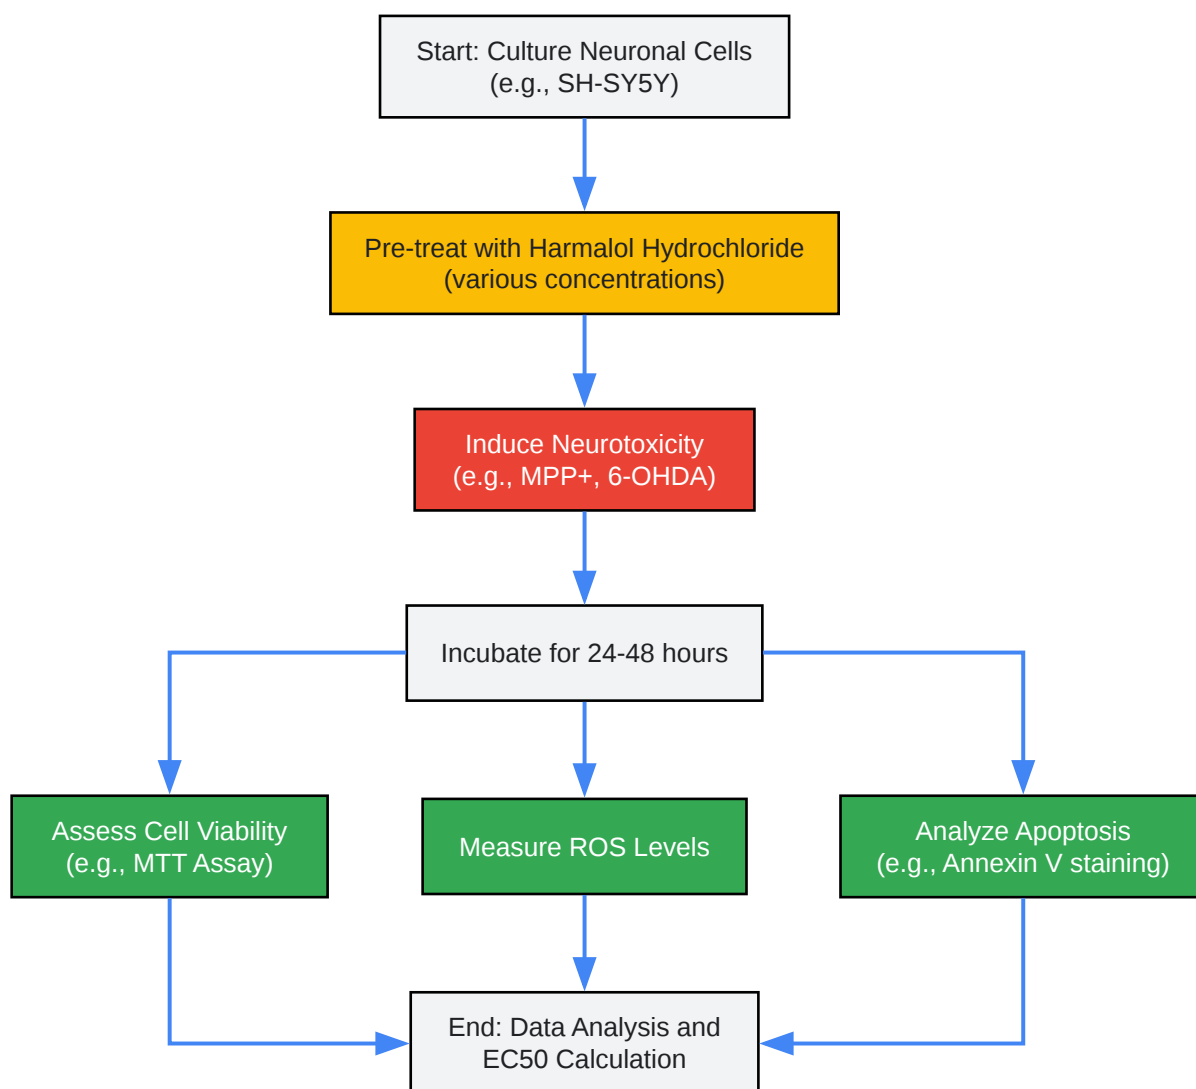 Start: Culture Neuronal Cells
(e.g., SH-SY5Y)
Pre-treat with Harmalol Hydrochloride
(various concentrations)
Induce Neurotoxicity
(e.g., MPP+, 6-OHDA)
Incubate for 24-48 hours
Assess Cell Viability
(e.g., MTT Assay)
Measure ROS Levels
Analyze Apoptosis
(e.g., Annexin V staining)
End: Data Analysis and
EC50 Calculation